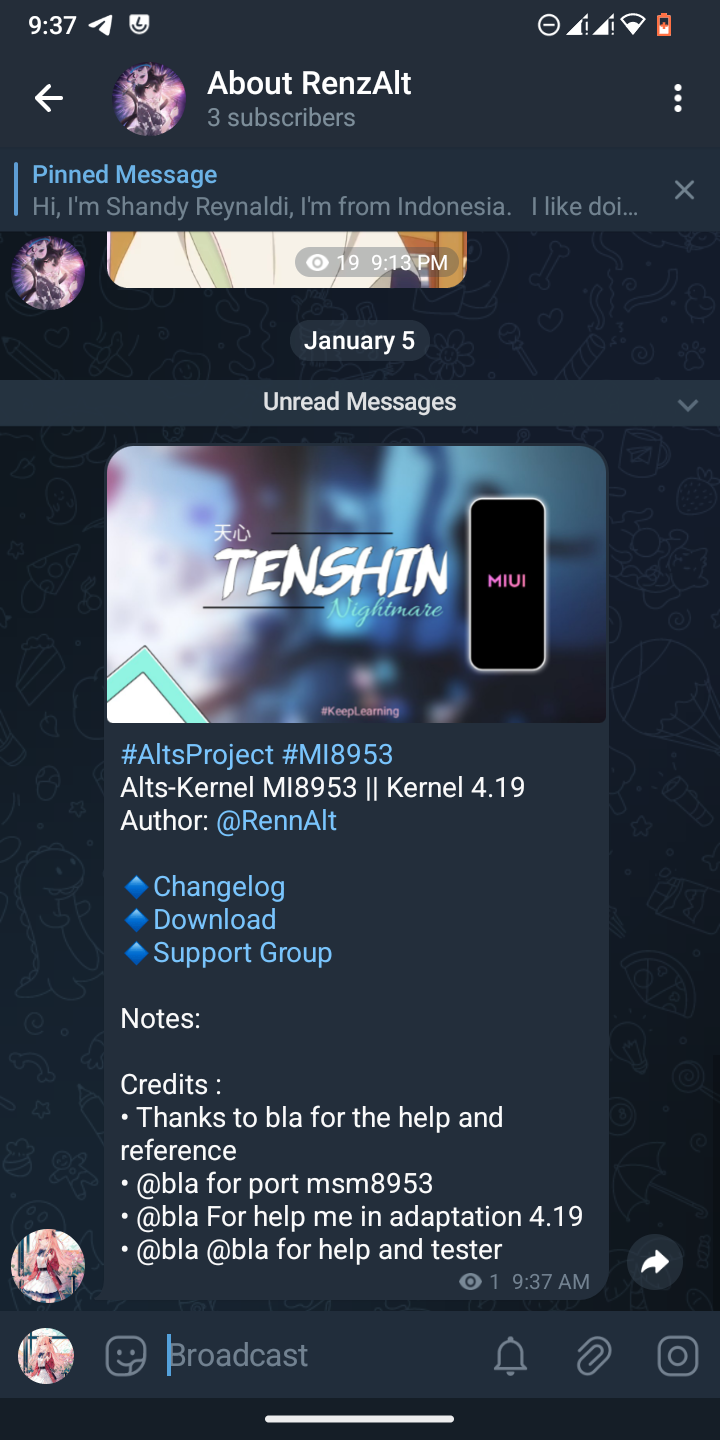 9:37
About RenzAlt
3 subscribers
Pinned Message
Hi, I'm Shandy Reynaldi, I'm from Indonesia. I like doi...
19 9:13 PM
January 5
Unread Messages
天心
TENSHIN
Nightmare
MIUI
#KeepLearning
#AltsProject #MI8953
Alts-Kernel MI8953 || Kernel 4.19
Author: @RennAlt
🔷Changelog
🔷Download
🔷Support Group
Notes:
Credits :
• Thanks to bla for the help and
reference
• @bla for port msm8953
• @bla For help me in adaptation 4.19
• @bla @bla for help and tester
1 9:37 AM
Broadcast